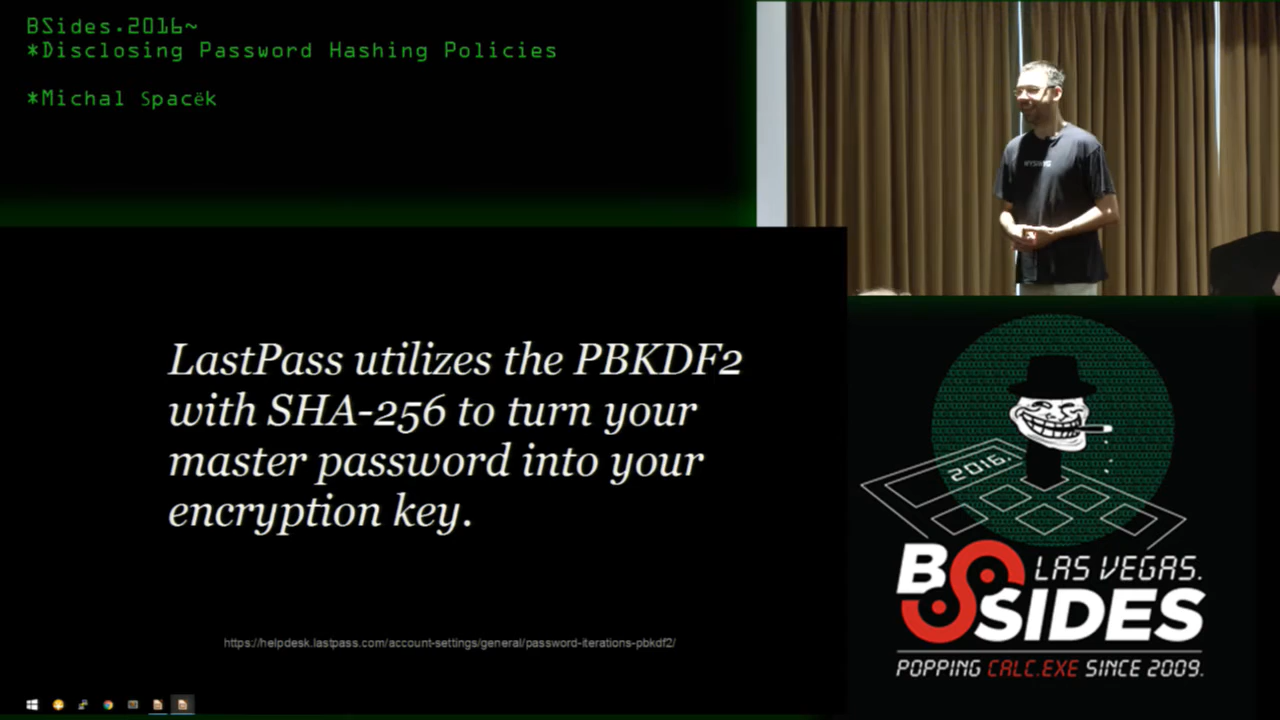 BSides.2016~
*Disclosing Password Hashing Policies
*Michal Spacëk
LastPass utilizes the PBKDF2
with SHA-256 to turn your
master password into your
encryption key.
https://helpdesk.lastpass.com/account-settings/general/password-iterations-pbkdf2/
2016.
BSIDES
LAS VEGAS.
POPPING CALC.EXE SINCE 2009.